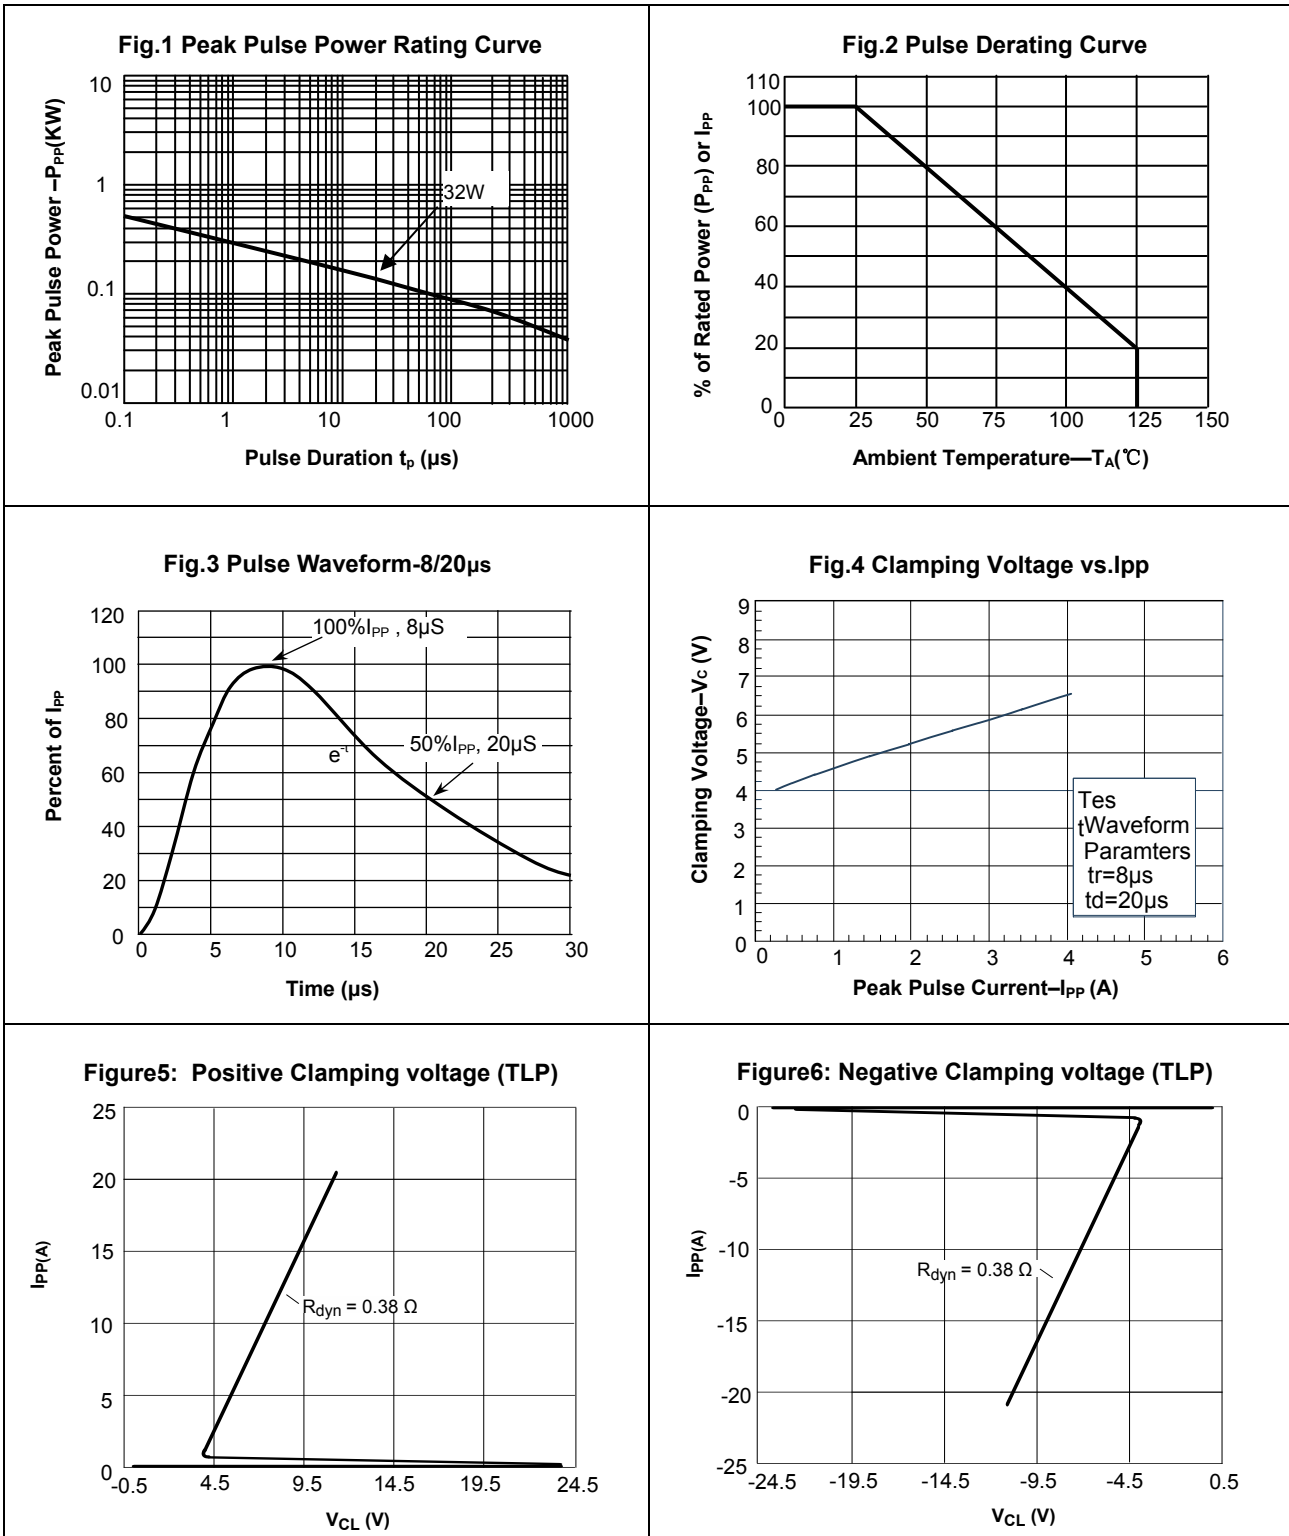 Fig.1 Peak Pulse Power Rating Curve
Peak Pulse Power –PPP(KW)
10
1
0.1
0.01
32W
0.1 1 10 100 1000
Pulse Duration tp (µs)
Fig.2 Pulse Derating Curve
% of Rated Power (PPP) or IPP
110
100
80
60
40
20
0
0 25 50 75 100 125 150
Ambient Temperature—TA(℃)
Fig.3 Pulse Waveform-8/20µs
Percent of IPP
120
100
80
60
40
20
0
100%IPP , 8µS
e-t
50%IPP, 20µS
0 5 10 15 20 25 30
Time (µs)
Fig.4 Clamping Voltage vs.Ipp
Clamping Voltage–VC (V)
9
8
7
6
5
4
3
2
1
0
Tes
tWaveform
Paramters
tr=8µs
td=20µs
0 1 2 3 4 5 6
Peak Pulse Current–IPP (A)
Figure5: Positive Clamping voltage (TLP)
IPP(A)
25
20
15
10
5
0
Rdyn = 0.38 Ω
-0.5 4.5 9.5 14.5 19.5 24.5
VCL (V)
Figure6: Negative Clamping voltage (TLP)
IPP(A)
0
-5
-10
-15
-20
-25
Rdyn = 0.38 Ω
-24.5 -19.5 -14.5 -9.5 -4.5 0.5
VCL (V)